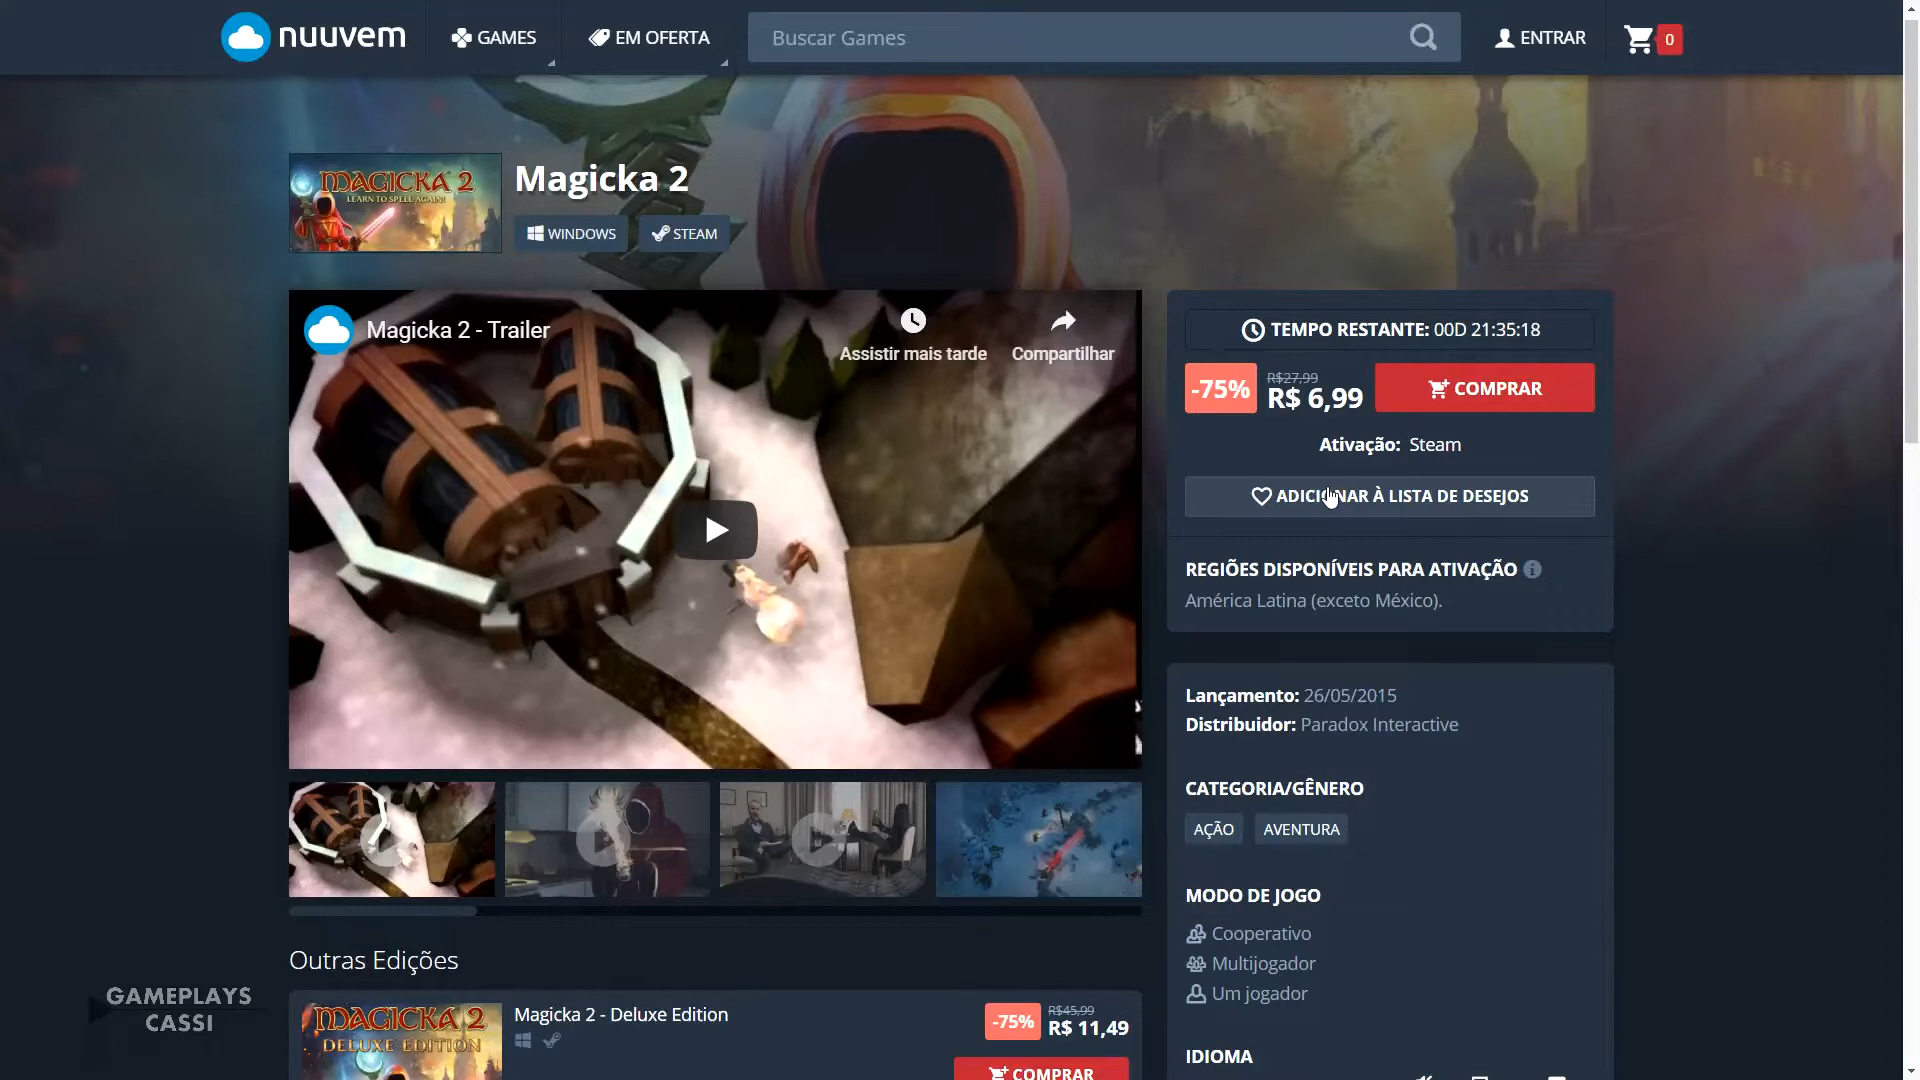 nuuvem
GAMES
EM OFERTA
Buscar Games
ENTRAR
0
MAGICKA 2
LEARN TO SPELL AGAIN!
Magicka 2
WINDOWS
STEAM
Magicka 2 - Trailer
Assistir mais tarde
Compartilhar
TEMPO RESTANTE: 00D 21:35:18
-75%
R$27,99
R$ 6,99
COMPRAR
Ativação: Steam
ADICIONAR À LISTA DE DESEJOS
REGIÕES DISPONÍVEIS PARA ATIVAÇÃO
América Latina (exceto México).
Lançamento: 26/05/2015
Distribuidor: Paradox Interactive
CATEGORIA/GÊNERO
AÇÃO
AVENTURA
MODO DE JOGO
Cooperativo
Multijogador
Um jogador
IDIOMA
Outras Edições
MAGICKA 2
DELUXE EDITION
Magicka 2 - Deluxe Edition
-75%
R$45,99
R$ 11,49
COMPRAR
GAMEPLAYS
CASSI